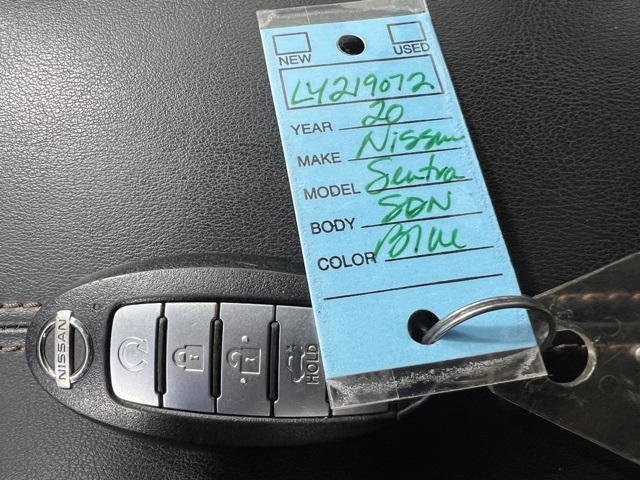 NEW USED
LY219072
YEAR 20
MAKE Nissan
MODEL Sentra
BODY SDN
COLOR Blue
NISSAN
HOLD